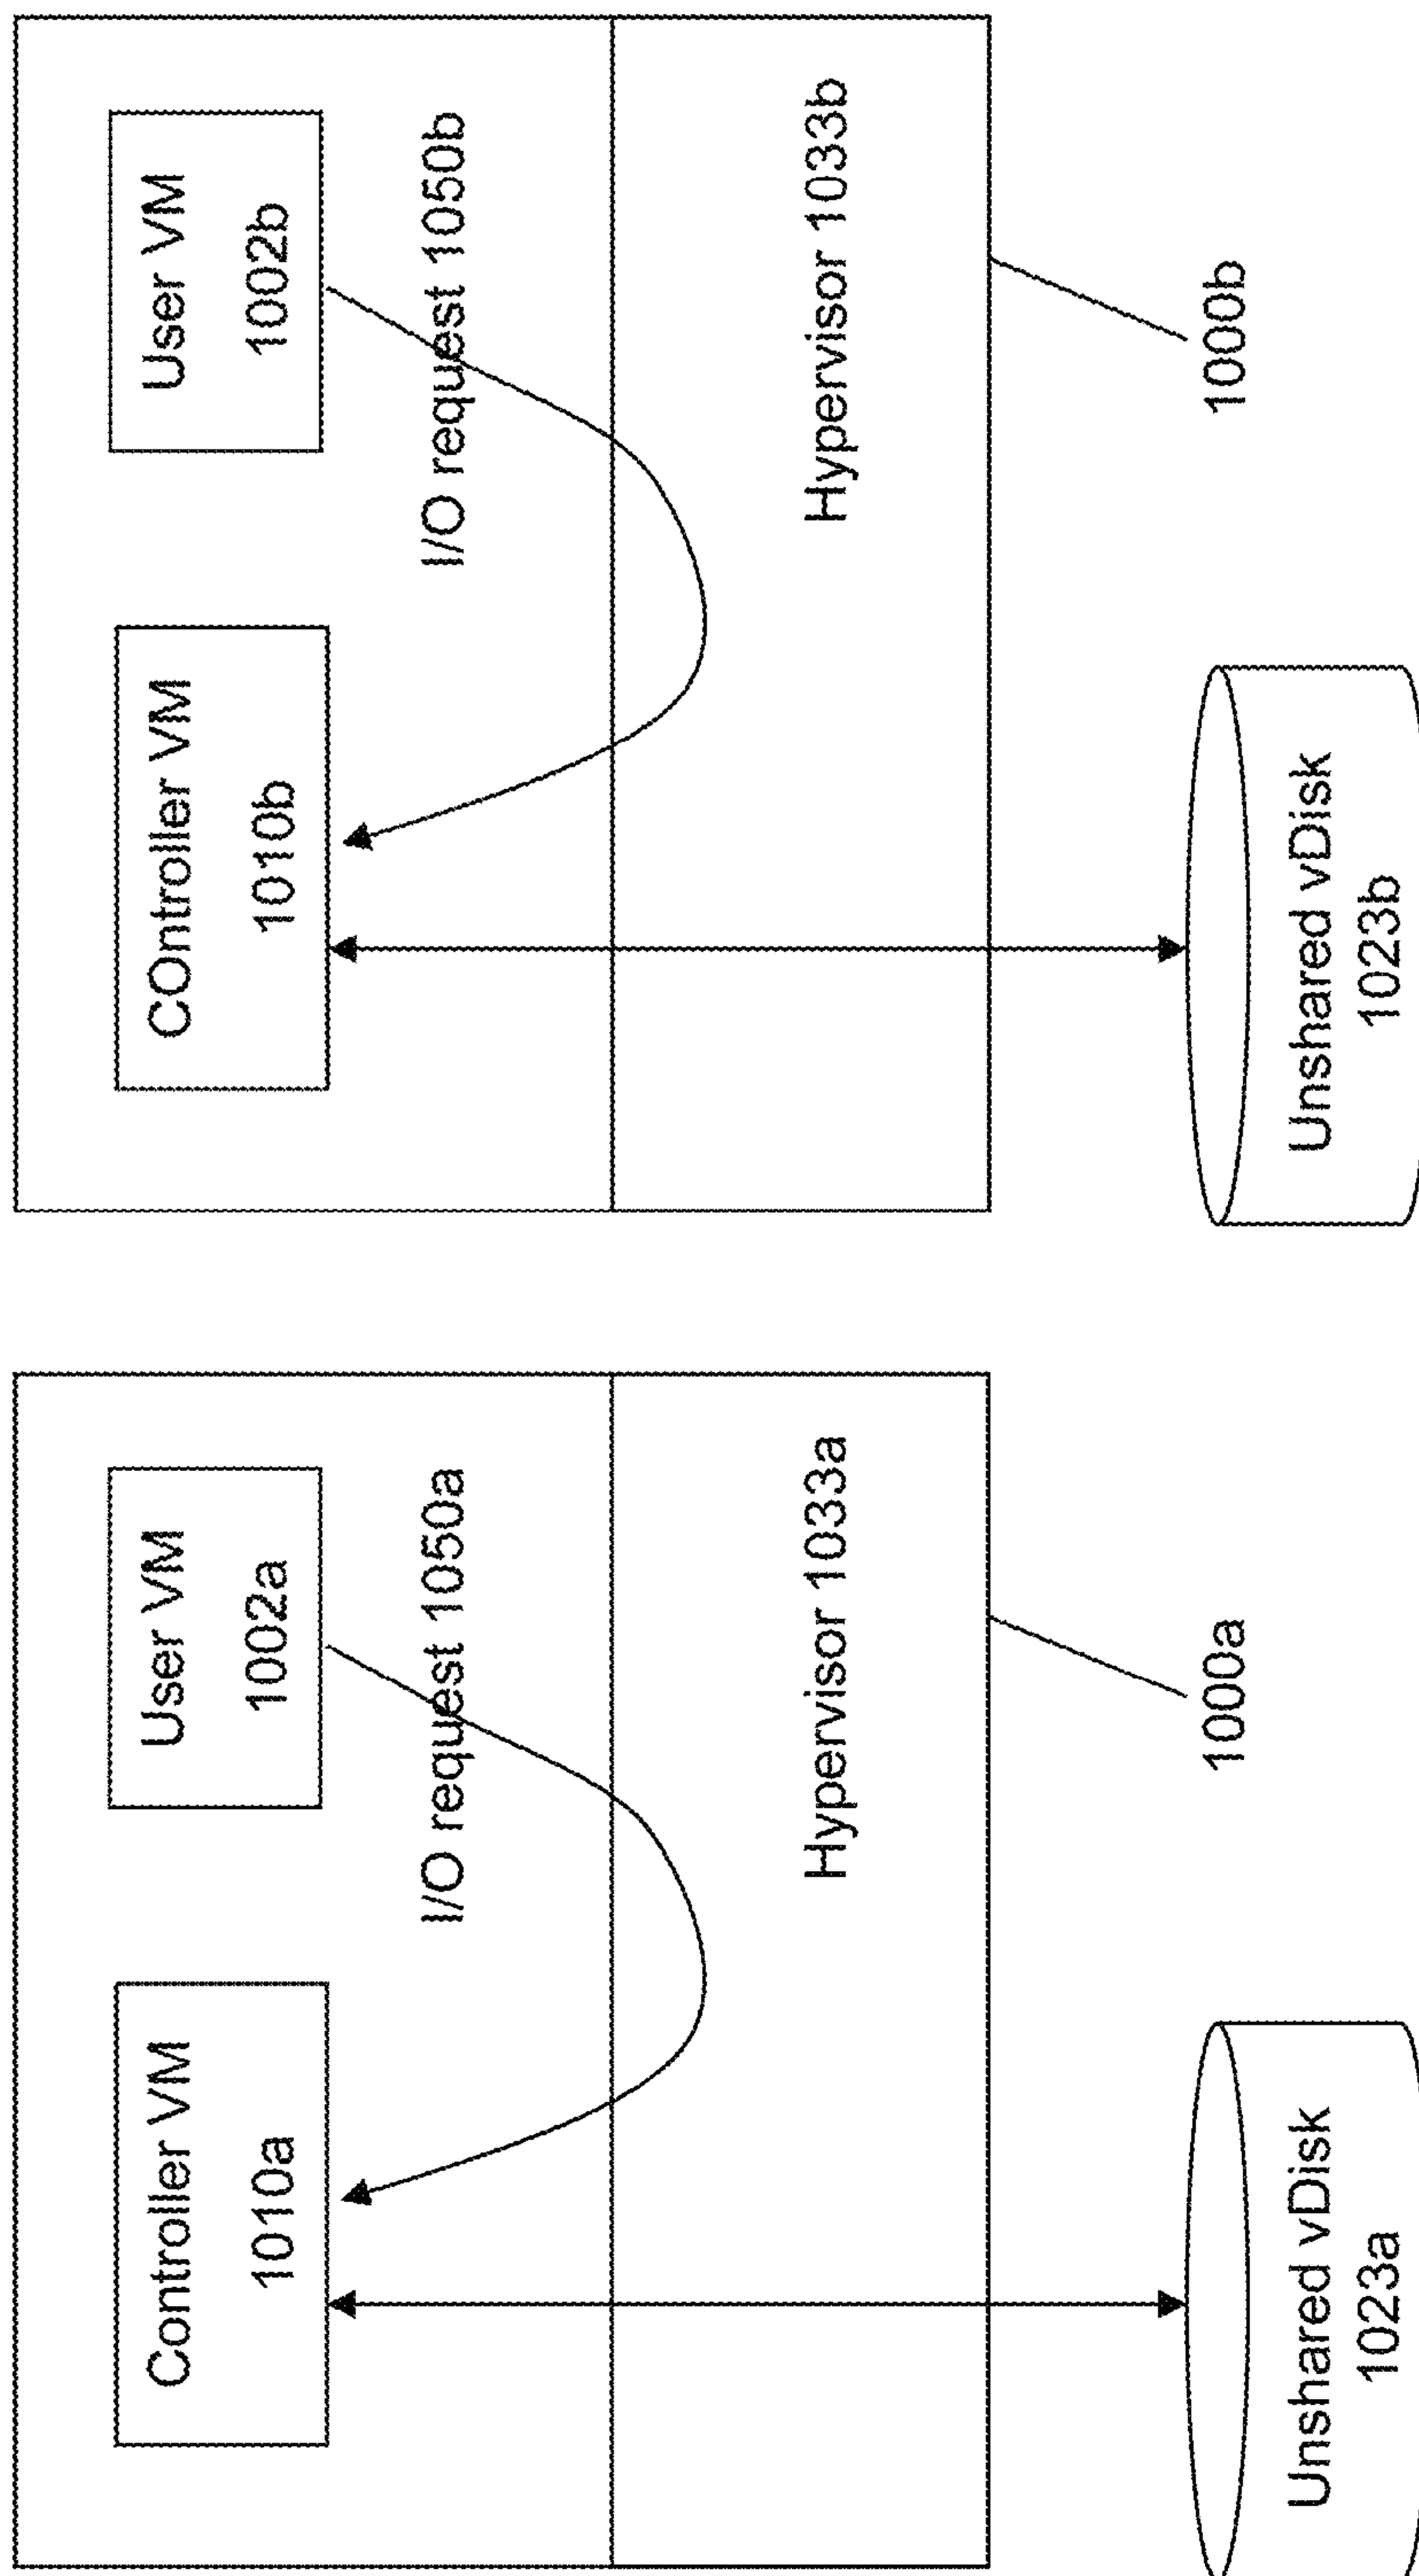 Controller VM
1010a
User VM
1002a
I/O request 1050a
Hypervisor 1033a
1000a
Unshared vDisk
1023a
COntroller VM
1010b
User VM
1002b
I/O request 1050b
Hypervisor 1033b
1000b
Unshared vDisk
1023b